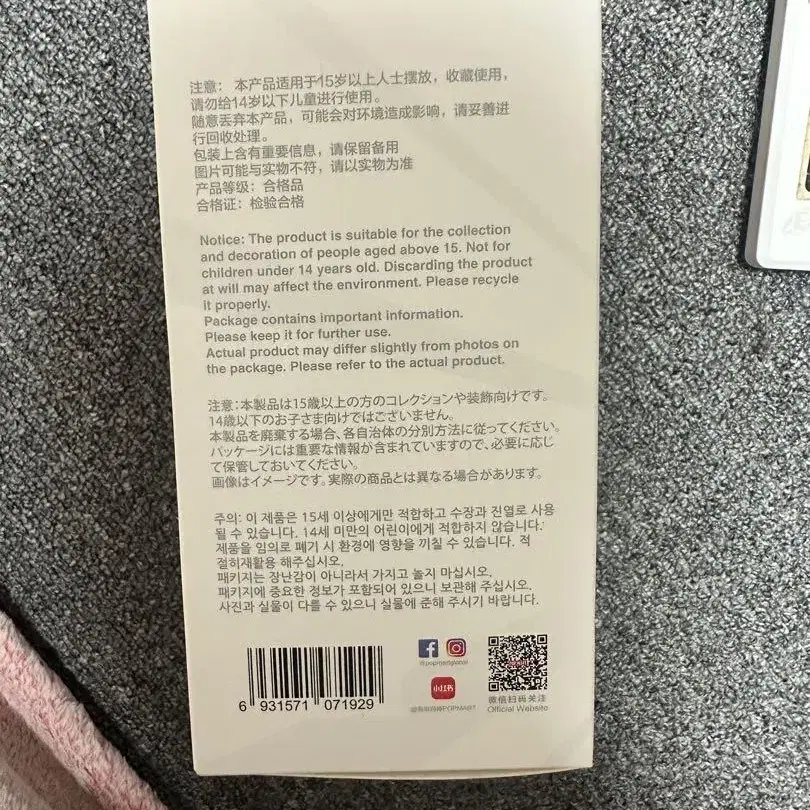 注意： 本产品适用于15岁以上人士摆放，收藏使用，
请勿给14岁以下儿童进行使用。
随意丢弃本产品，可能会对环境造成影响，请妥善进
行回收处理。
包装上含有重要信息，请保留备用
图片可能与实物不符，请以实物为准
产品等级：合格品
合格证：检验合格
Notice: The product is suitable for the collection
and decoration of people aged above 15. Not for
children under 14 years old. Discarding the product
at will may affect the environment. Please recycle
it properly.
Package contains important information.
Please keep it for further use.
Actual product may differ slightly from photos on
the package. Please refer to the actual product.
注意:本製品は15歳以上の方のコレクションや装飾向けです。
14歳以下のお子さま向けではございません。
本製品を廃棄する場合、各自治体の分別方法に従ってください。
パッケージには重要な情報が含まれていますので、必要に応じ
て保管しておいてください。
画像はイメージです。実際の商品とは異なる場合があります。
주의: 이 제품은 15세 이상에게만 적합하고 수장과 진열로 사용
될 수 있습니다. 14세 미만의 어린이에게 적합하지 않습니다.
제품을 임의로 폐기 시 환경에 영향을 끼칠 수 있습니다. 적
절히재활용 해주십시오.
패키지는 장난감이 아니라서 가지고 놀지 마십시오.
패키지에 중요한 정보가 포함되어 있으니 보관해 주십시오.
사진과 실물이 다를 수 있으니 실물에 준해 주시기 바랍니다.
6 931571 071929
@popmartglobal
小红书
POPMART
微信扫码关注
Official Website